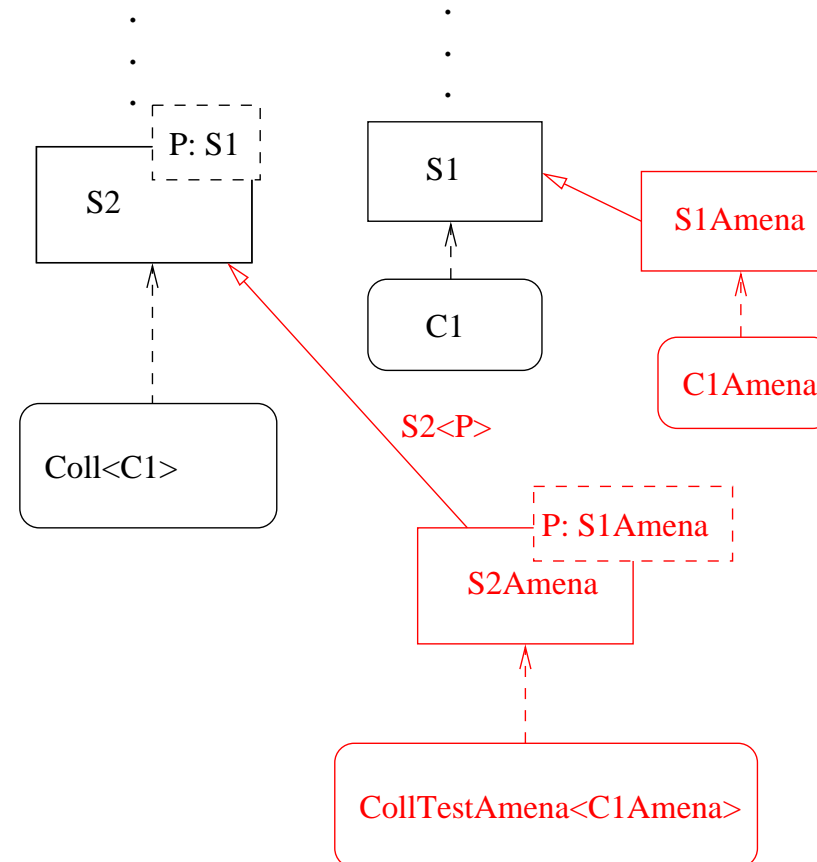 P: S1
S2
S1
S1Amena
C1
C1Amena
S2<P>
Coll<C1>
P: S1Amena
S2Amena
CollTestAmena<C1Amena>